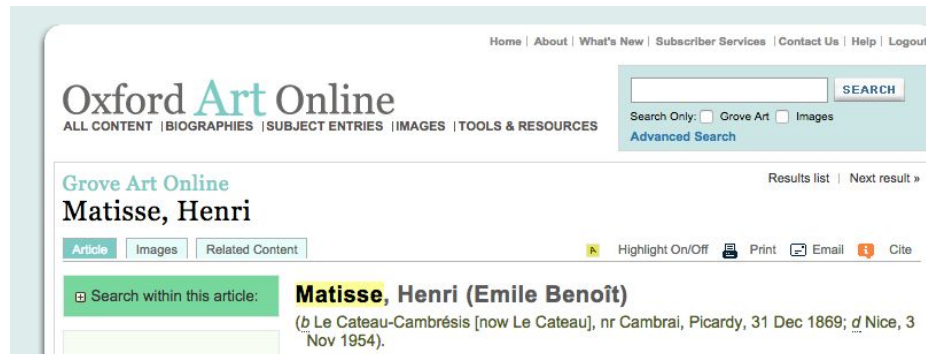 Home | About | What's New | Subscriber Services | Contact Us | Help | Logout
Oxford Art Online
ALL CONTENT | BIOGRAPHIES | SUBJECT ENTRIES | IMAGES | TOOLS & RESOURCES
SEARCH
Search Only: Grove Art Images
Advanced Search
Grove Art Online
Results list | Next result »
Matisse, Henri
Article Images Related Content
Highlight On/Off Print Email Cite
Search within this article:
Matisse, Henri (Emile Benoît)
(b Le Cateau-Cambrésis [now Le Cateau], nr Cambrai, Picardy, 31 Dec 1869; d Nice, 3
Nov 1954).